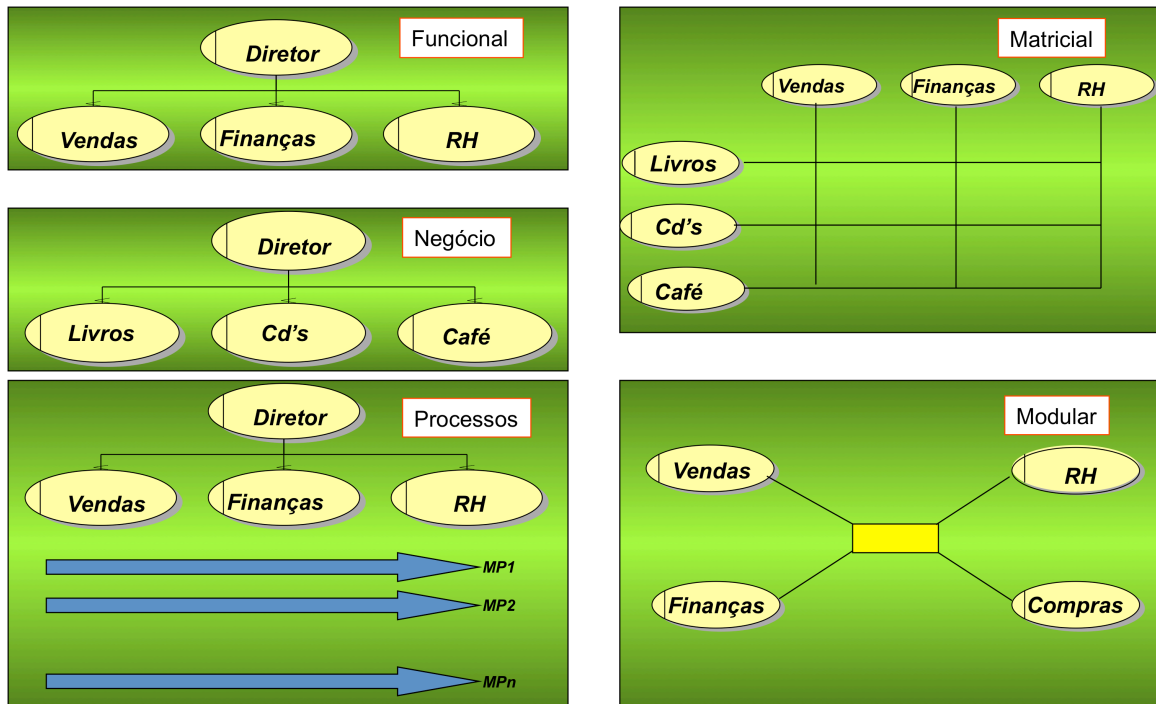 Funcional
Diretor
Vendas
Finanças
RH
Negócio
Diretor
Livros
Cd’s
Café
Processos
Diretor
Vendas
Finanças
RH
MP1
MP2
MPn
Matricial
Vendas
Finanças
RH
Livros
Cd’s
Café
Modular
Vendas
RH
Finanças
Compras